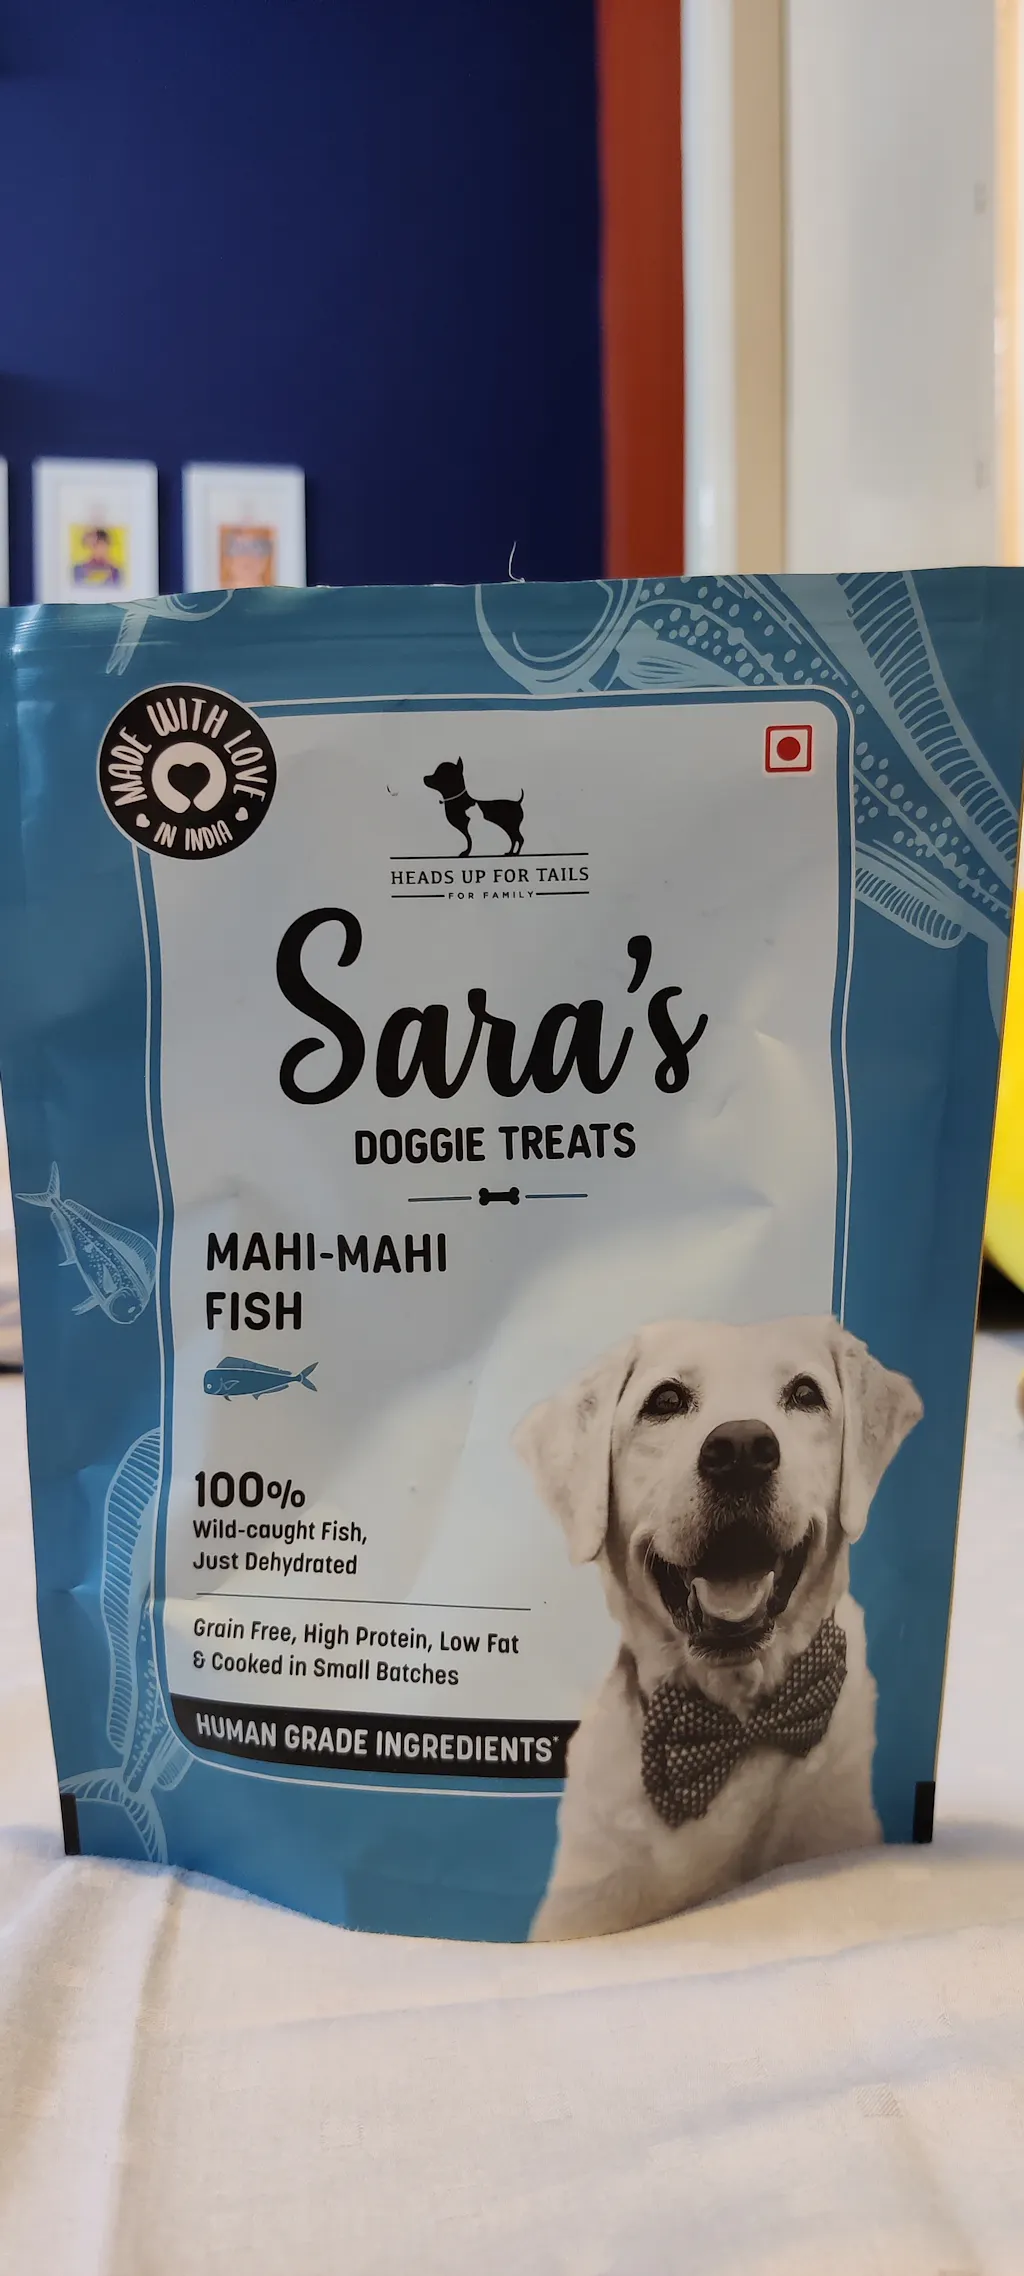 MADE WITH LOVE
IN INDIA
HEADS UP FOR TAILS
FOR FAMILY
Sara's
DOGGIE TREATS
MAHI-MAHI
FISH
100%
Wild-caught Fish,
Just Dehydrated
Grain Free, High Protein, Low Fat
& Cooked in Small Batches
HUMAN GRADE INGREDIENTS*